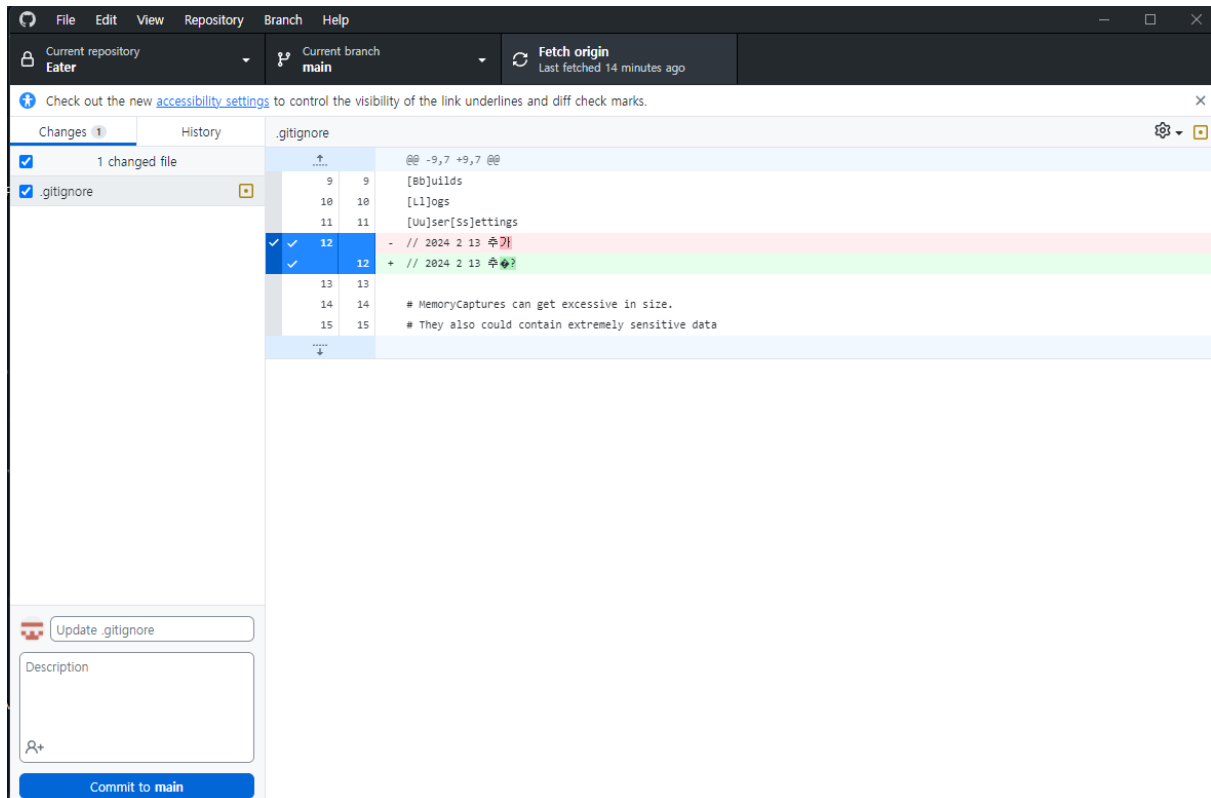 File Edit View Repository Branch Help
Current repository
Eater
Current branch
main
Fetch origin
Last fetched 14 minutes ago
Check out the new accessibility settings to control the visibility of the link underlines and diff check marks.
Changes 1 History
1 changed file
.gitignore
.gitignore
@@ -9,7 +9,7 @@
9 9 [Bb]uilds
10 10 [Ll]ogs
11 11 [Uu]ser[Ss]ettings
12 - // 2024 2 13 추가
12 + // 2024 2 13 추�?
13 13
14 14 # MemoryCaptures can get excessive in size.
15 15 # They also could contain extremely sensitive data
Update .gitignore
Description
Commit to main